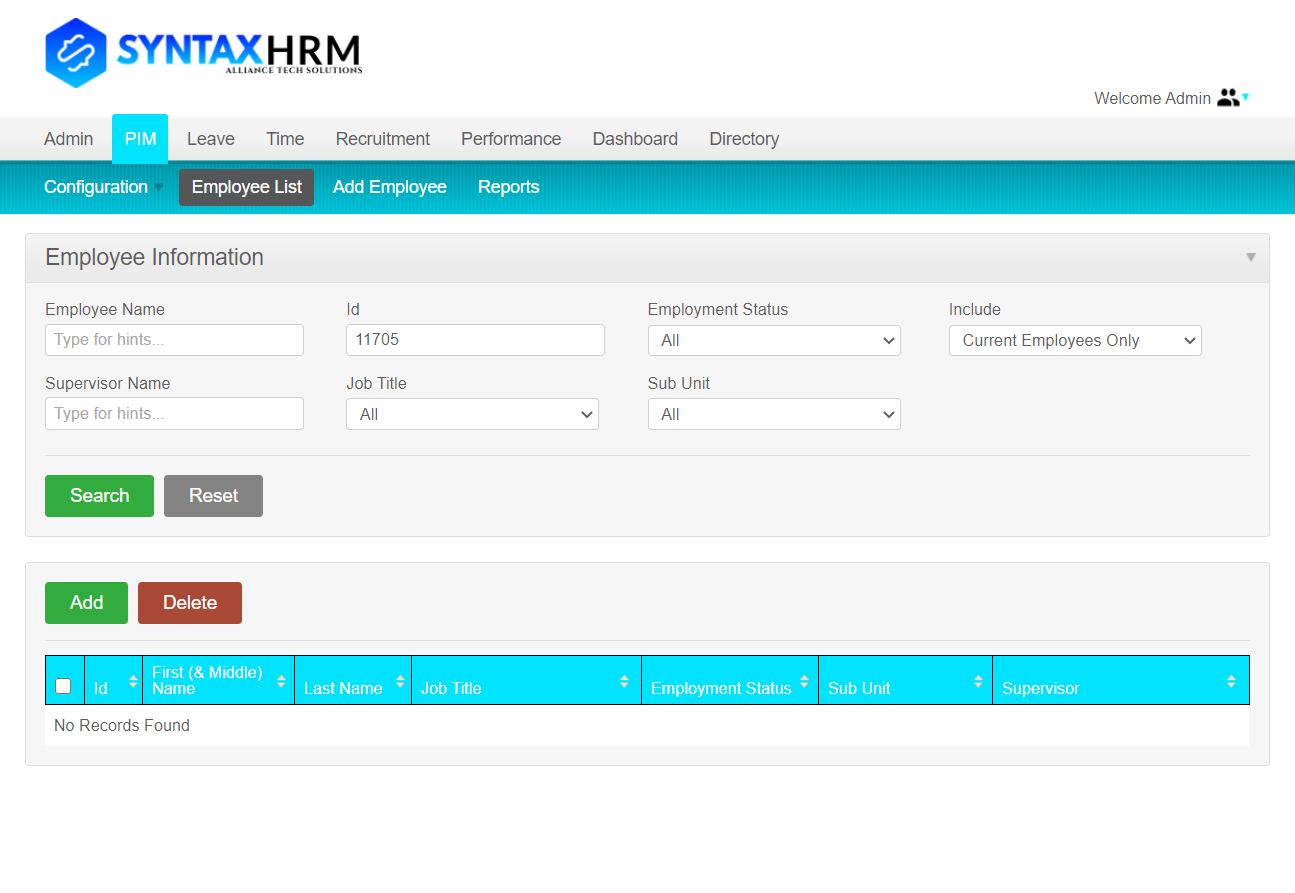 SYNTAXHRM
ALLIANCE TECH SOLUTIONS
Welcome Admin
Admin PIM Leave Time Recruitment Performance Dashboard Directory
Configuration Employee List Add Employee Reports
Employee Information
Employee Name Id Employment Status Include
Type for hints... 11705 All Current Employees Only
Supervisor Name Job Title Sub Unit
Type for hints... All All
Search Reset
Add Delete
Id First (& Middle) Name Last Name Job Title Employment Status Sub Unit Supervisor
No Records Found